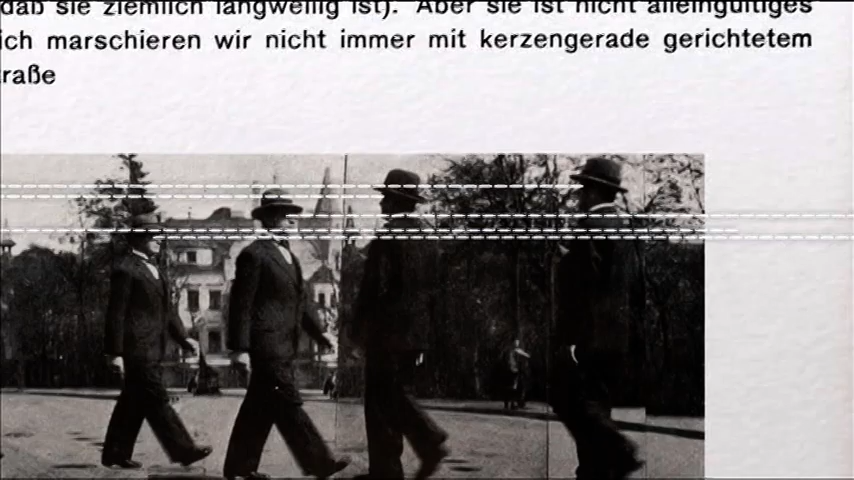 daß sie ziemlich langweilig ist). Aber sie ist nicht alleingültiges
ich marschieren wir nicht immer mit kerzengerade gerichtetem
raße